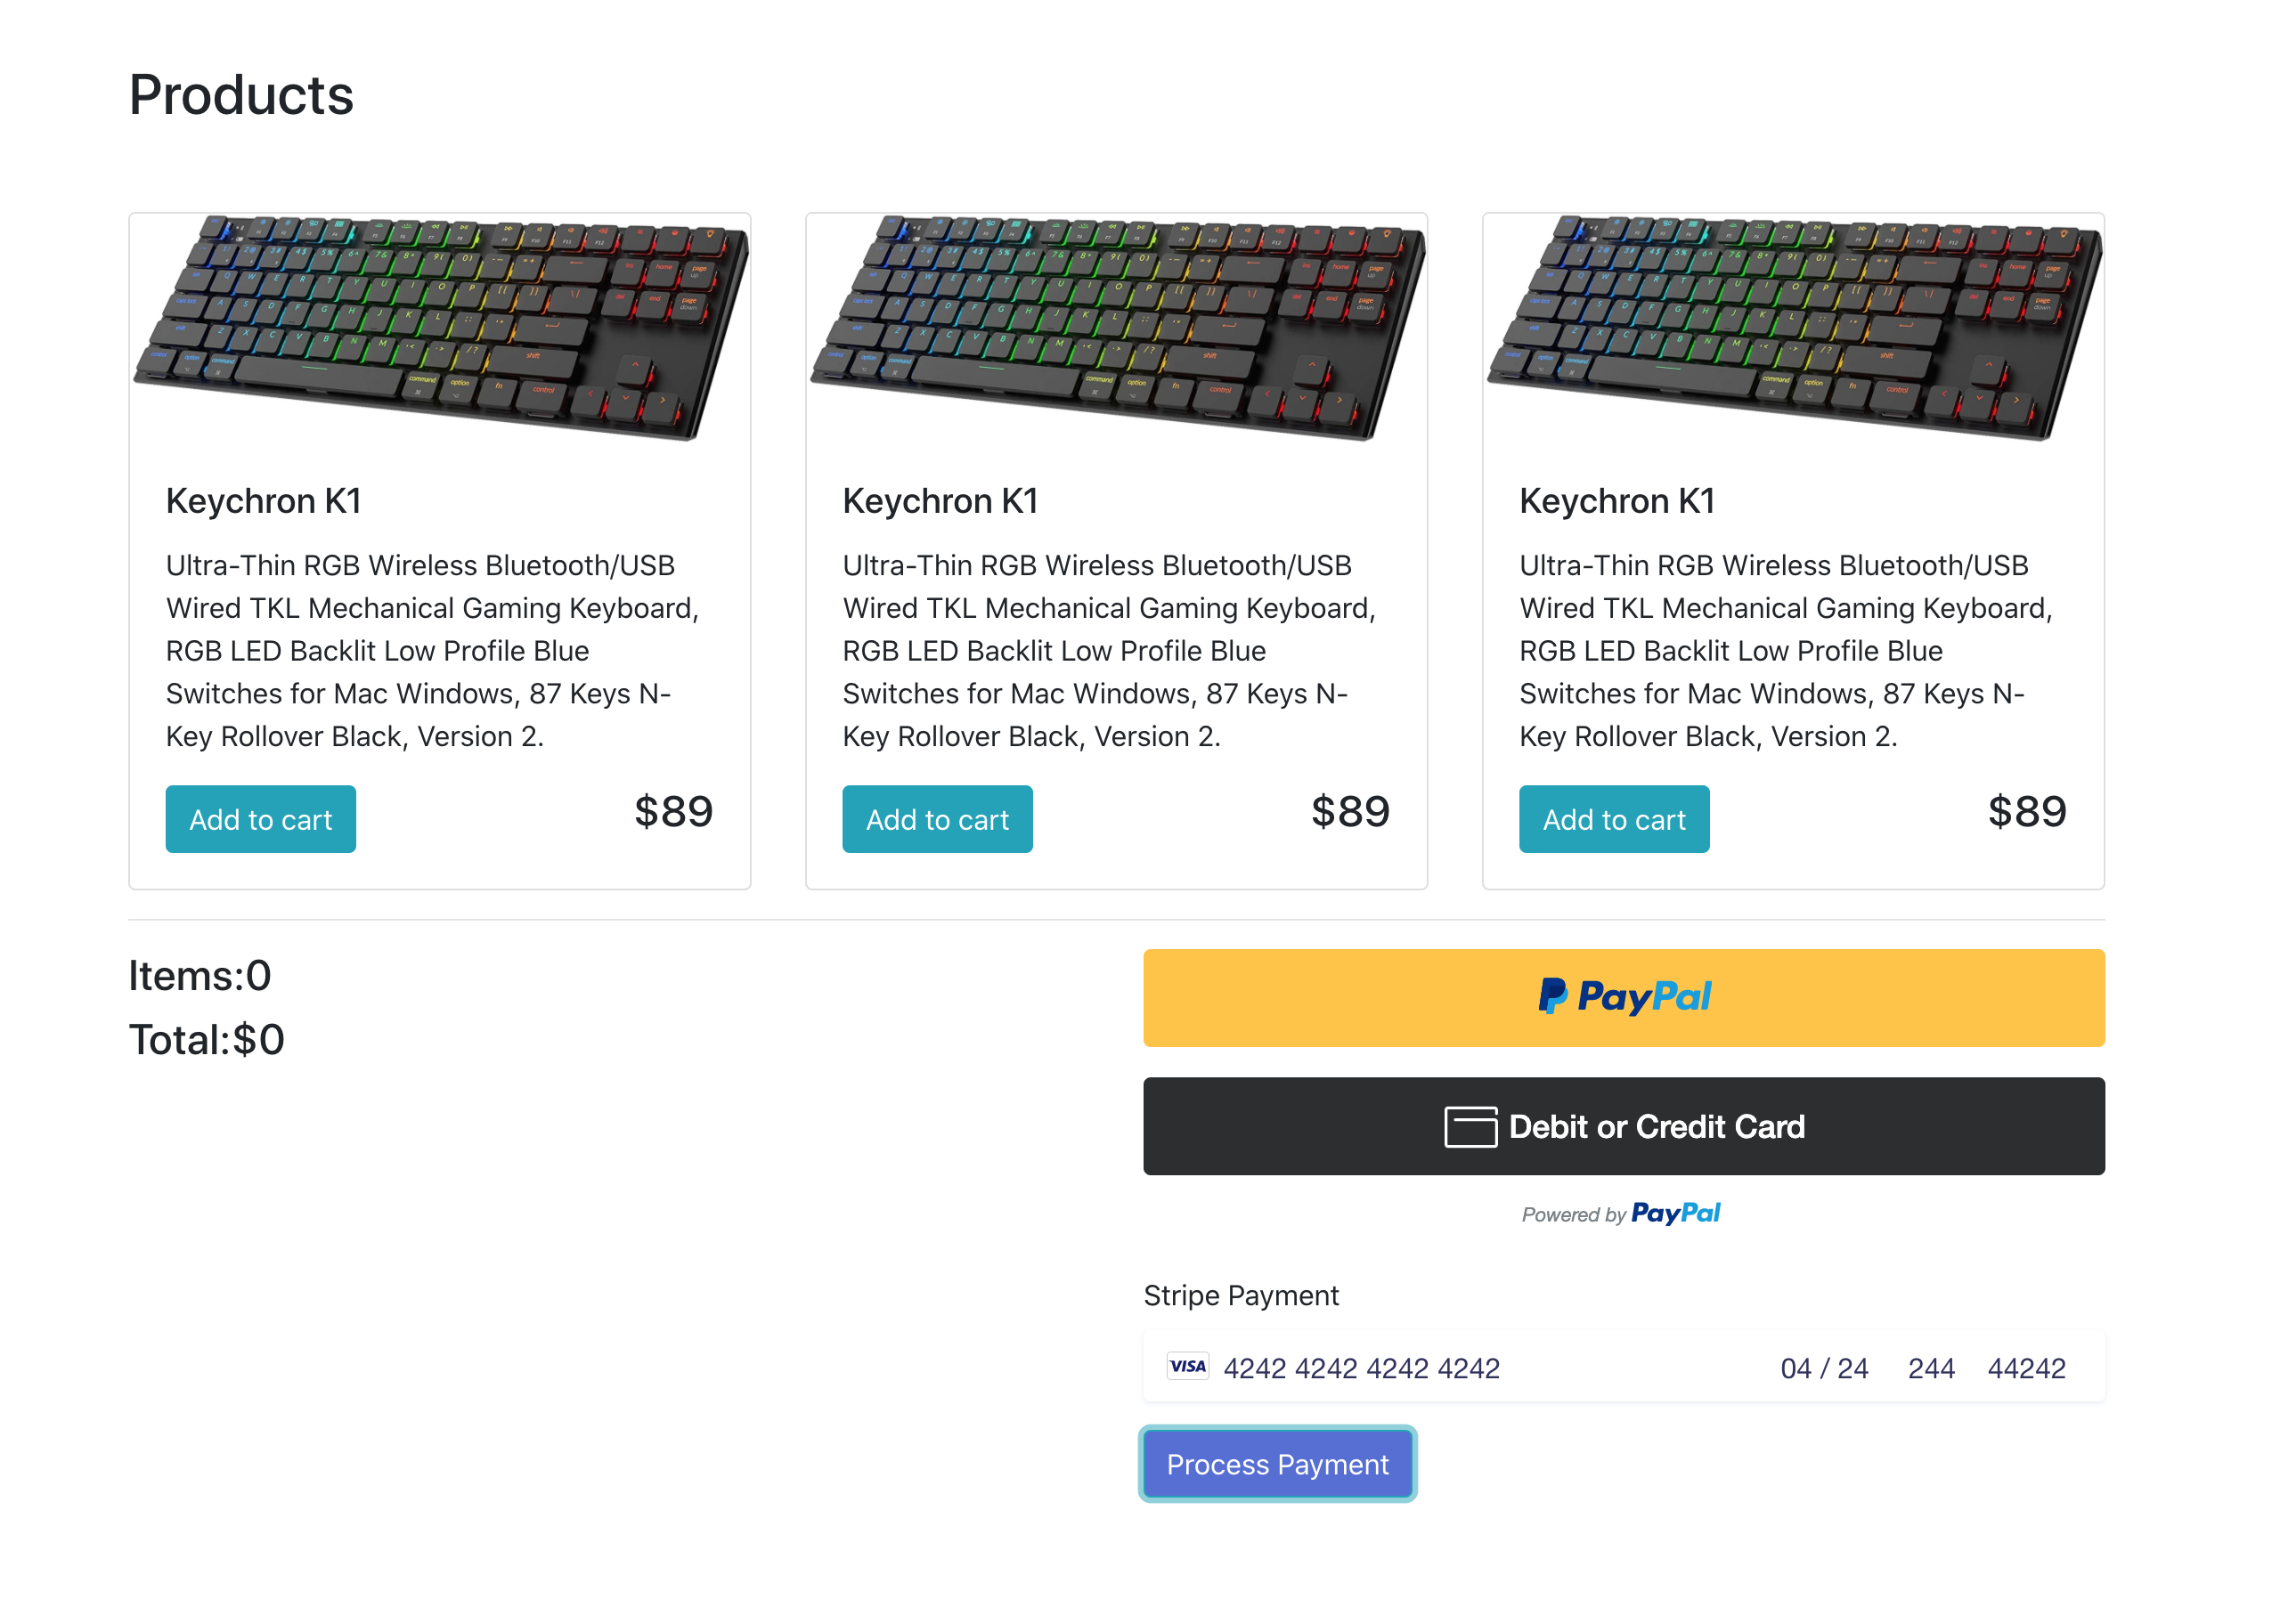 Products
Keychron K1
Ultra-Thin RGB Wireless Bluetooth/USB
Wired TKL Mechanical Gaming Keyboard,
RGB LED Backlit Low Profile Blue
Switches for Mac Windows, 87 Keys N-
Key Rollover Black, Version 2.
Add to cart
$89
Keychron K1
Ultra-Thin RGB Wireless Bluetooth/USB
Wired TKL Mechanical Gaming Keyboard,
RGB LED Backlit Low Profile Blue
Switches for Mac Windows, 87 Keys N-
Key Rollover Black, Version 2.
Add to cart
$89
Keychron K1
Ultra-Thin RGB Wireless Bluetooth/USB
Wired TKL Mechanical Gaming Keyboard,
RGB LED Backlit Low Profile Blue
Switches for Mac Windows, 87 Keys N-
Key Rollover Black, Version 2.
Add to cart
$89
Items:0
Total:$0
PayPal
Debit or Credit Card
Powered by PayPal
Stripe Payment
VISA 4242 4242 4242 4242 04 / 24 244 44242
Process Payment